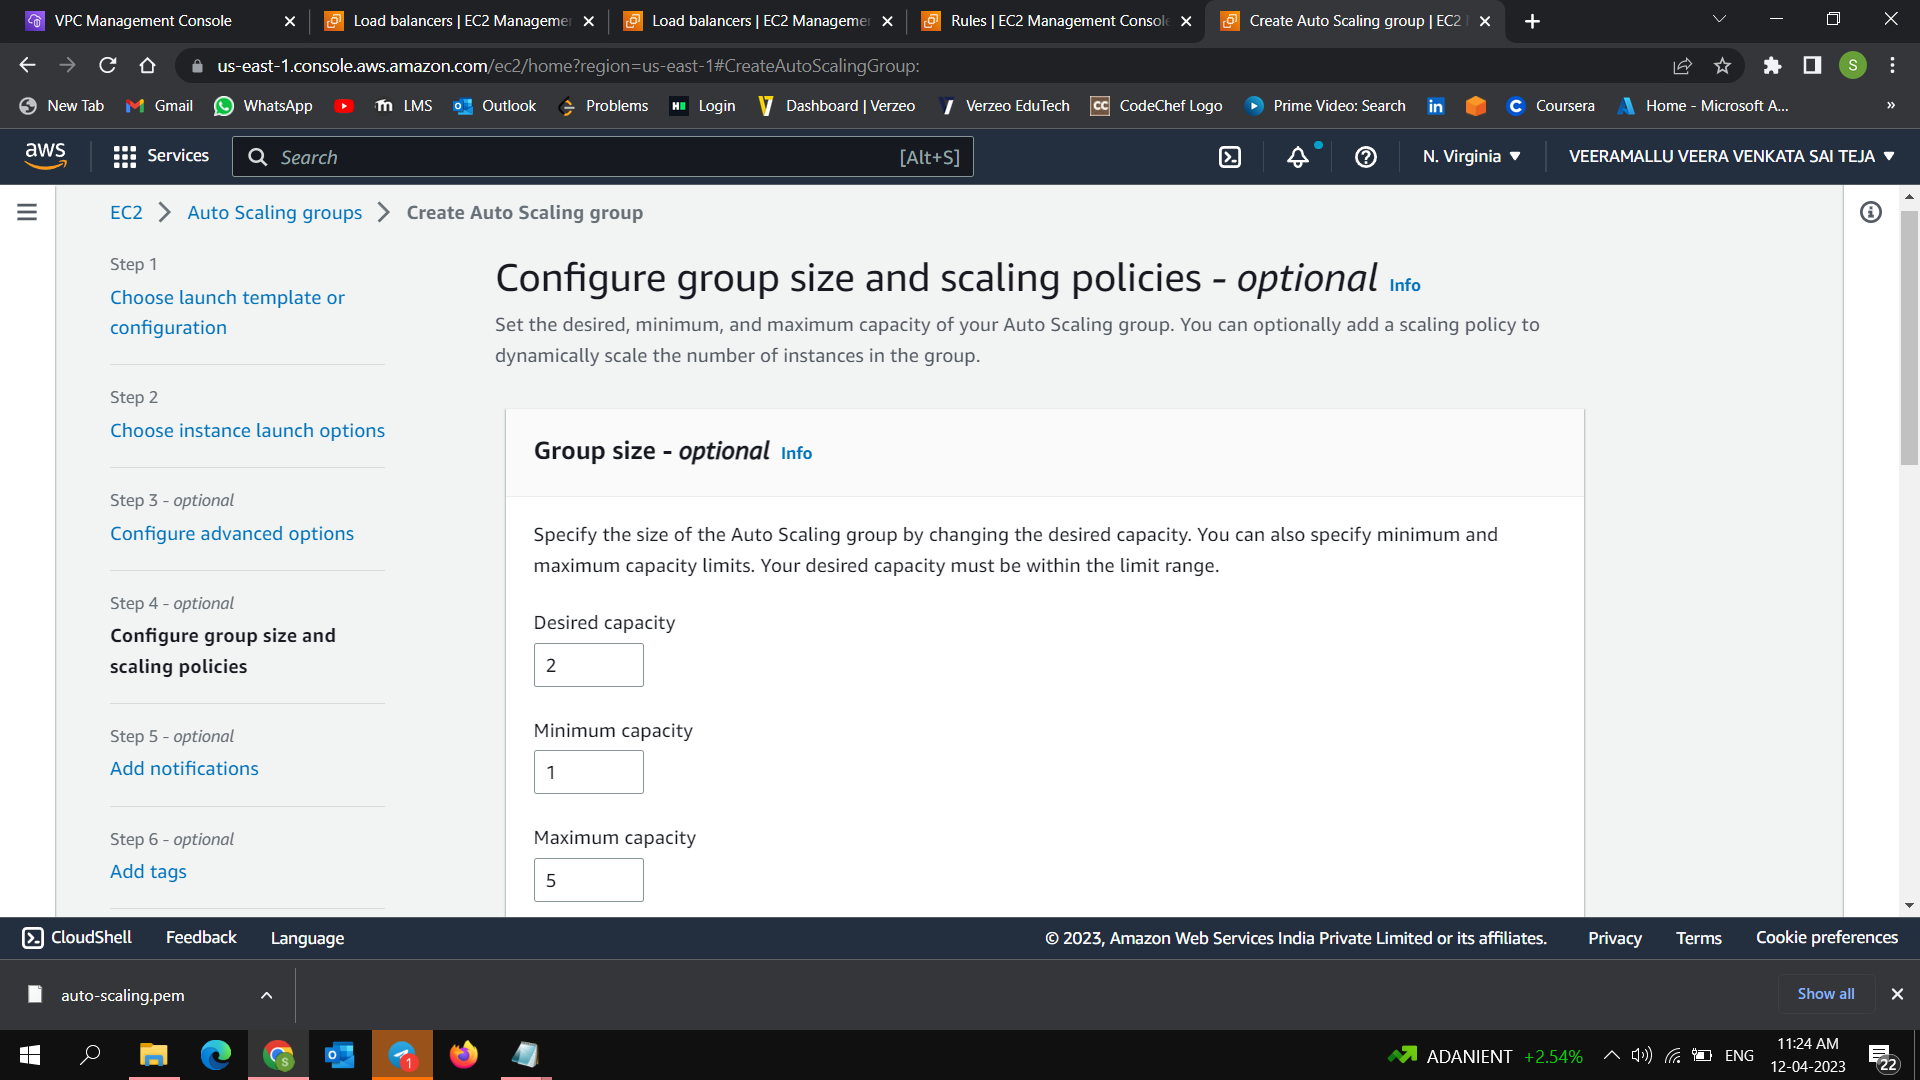 VPC Management Console
Load balancers | EC2 Managemer
Load balancers | EC2 Managemer
Rules | EC2 Management Console
Create Auto Scaling group | EC2
us-east-1.console.aws.amazon.com/ec2/home?region=us-east-1#CreateAutoScalingGroup:
S
New Tab
Gmail
WhatsApp
LMS
Outlook
Problems
Login
Dashboard | Verzeo
Verzeo EduTech
CodeChef Logo
Prime Video: Search
Coursera
Home - Microsoft A...
»
aws
Services
Search
[Alt+S]
N. Virginia
VEERAMALLU VEERA VENKATA SAI TEJA
EC2
Auto Scaling groups
Create Auto Scaling group
Step 1
Choose launch template or
configuration
Step 2
Choose instance launch options
Step 3 - optional
Configure advanced options
Step 4 - optional
Configure group size and
scaling policies
Step 5 - optional
Add notifications
Step 6 - optional
Add tags
Configure group size and scaling policies - optional Info
Set the desired, minimum, and maximum capacity of your Auto Scaling group. You can optionally add a scaling policy to
dynamically scale the number of instances in the group.
Group size - optional Info
Specify the size of the Auto Scaling group by changing the desired capacity. You can also specify minimum and
maximum capacity limits. Your desired capacity must be within the limit range.
Desired capacity
2
Minimum capacity
1
Maximum capacity
5
CloudShell
Feedback
Language
© 2023, Amazon Web Services India Private Limited or its affiliates.
Privacy
Terms
Cookie preferences
auto-scaling.pem
Show all
ADANIENT +2.54%
ENG
11:24 AM
12-04-2023
22